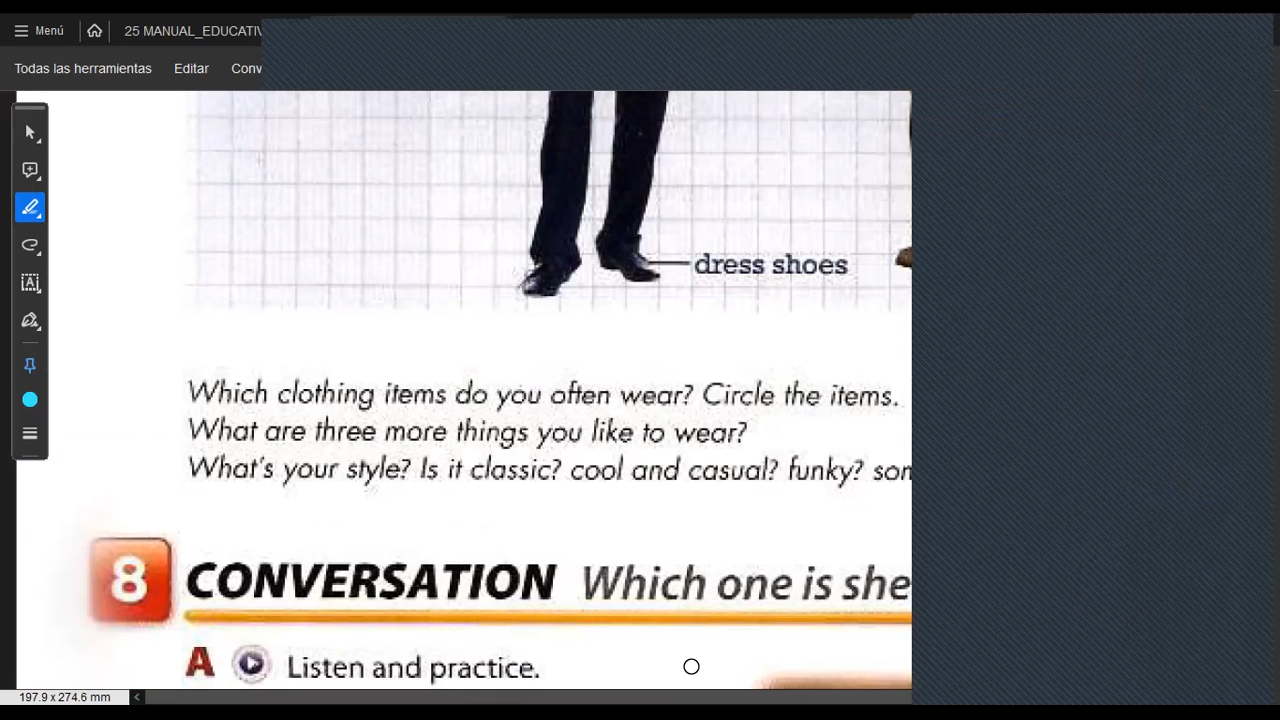 Menú
25 MANUAL_EDUCATIV
Todas las herramientas Editar Conv
dress shoes
Which clothing items do you often wear? Circle the items.
What are three more things you like to wear?
What's your style? Is it classic? cool and casual? funky? som
8 CONVERSATION Which one is she
A Listen and practice.
197.9 x 274.6 mm